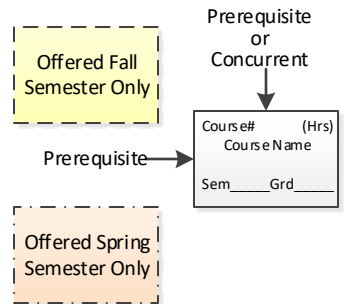 Prerequisite
or
Concurrent
Offered Fall
Semester Only
Course# (Hrs)
Course Name
Sem_____Grd_____
Prerequisite
Offered Spring
Semester Only